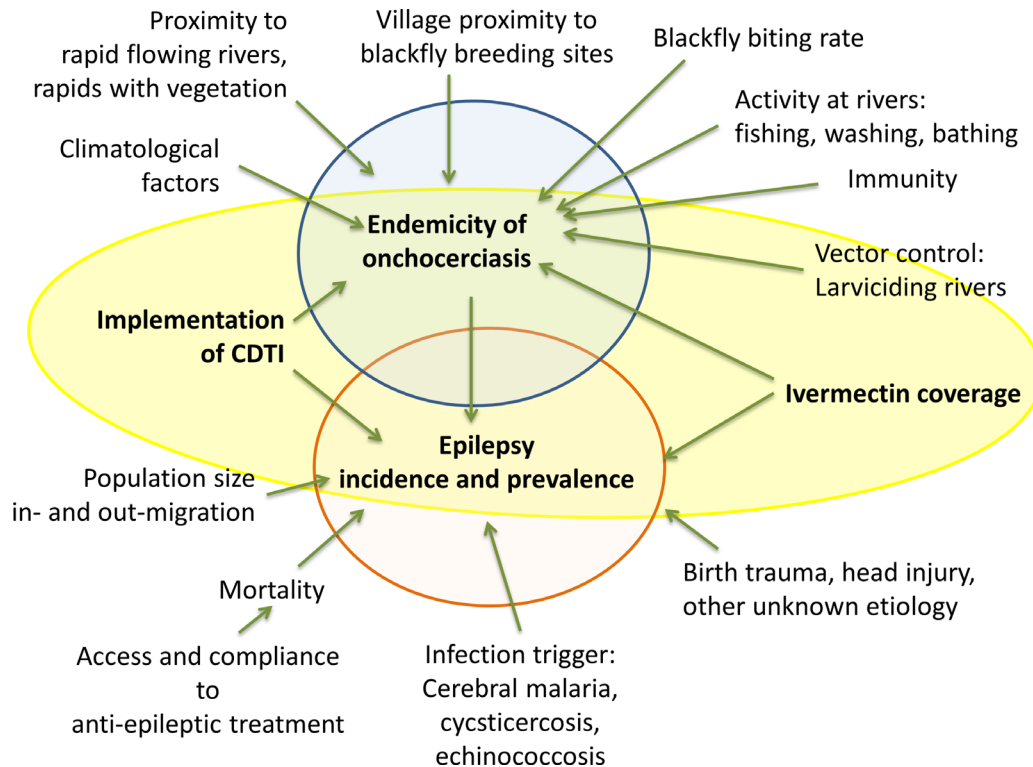 Proximity to
rapid flowing rivers,
rapids with vegetation
Village proximity to
blackfly breeding sites
Blackfly biting rate
Activity at rivers:
fishing, washing, bathing
Climatological
factors
Immunity
Endemicity of
onchocerciasis
Vector control:
Larviciding rivers
Implementation
of CDTI
Ivermectin coverage
Epilepsy
incidence and prevalence
Population size
in- and out-migration
Mortality
Birth trauma, head injury,
other unknown etiology
Access and compliance
to
anti-epileptic treatment
Infection trigger:
Cerebral malaria,
cycsticercosis,
echinococcosis